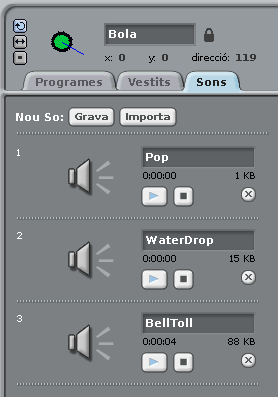 Bola
x: 0 y: 0 direcció: 119
Programes Vestits Sons
Nou So: Grava Importa
1
Pop
0:00:00 1 KB
2
WaterDrop
0:00:00 15 KB
3
BellToll
0:00:04 88 KB